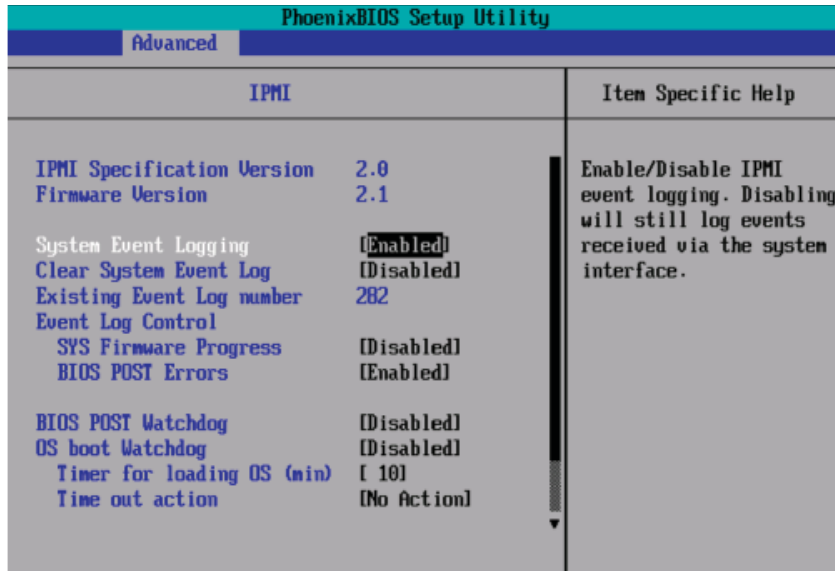 PhoenixBIOS Setup Utility
Advanced
IPMI
IPMI Specification Version 2.0
Firmware Version 2.1
System Event Logging [Enabled]
Clear System Event Log [Disabled]
Existing Event Log number 282
Event Log Control
SYS Firmware Progress [Disabled]
BIOS POST Errors [Enabled]
BIOS POST Watchdog [Disabled]
OS boot Watchdog [Disabled]
Timer for loading OS (min) [ 10]
Time out action [No Action]
Item Specific Help
Enable/Disable IPMI
event logging. Disabling
will still log events
received via the system
interface.